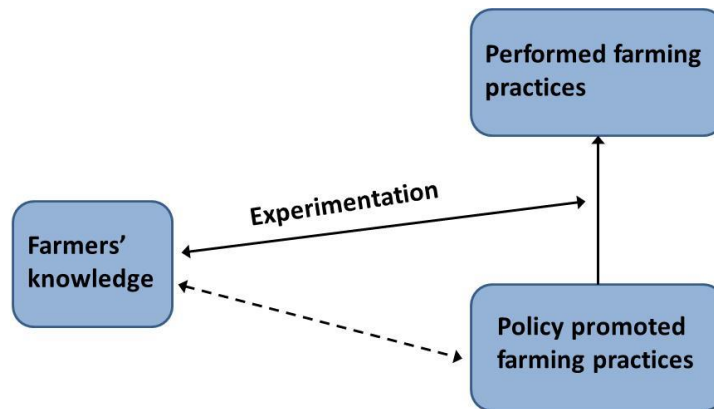 Performed farming
practices
Experimentation
Farmers’
knowledge
Policy promoted
farming practices